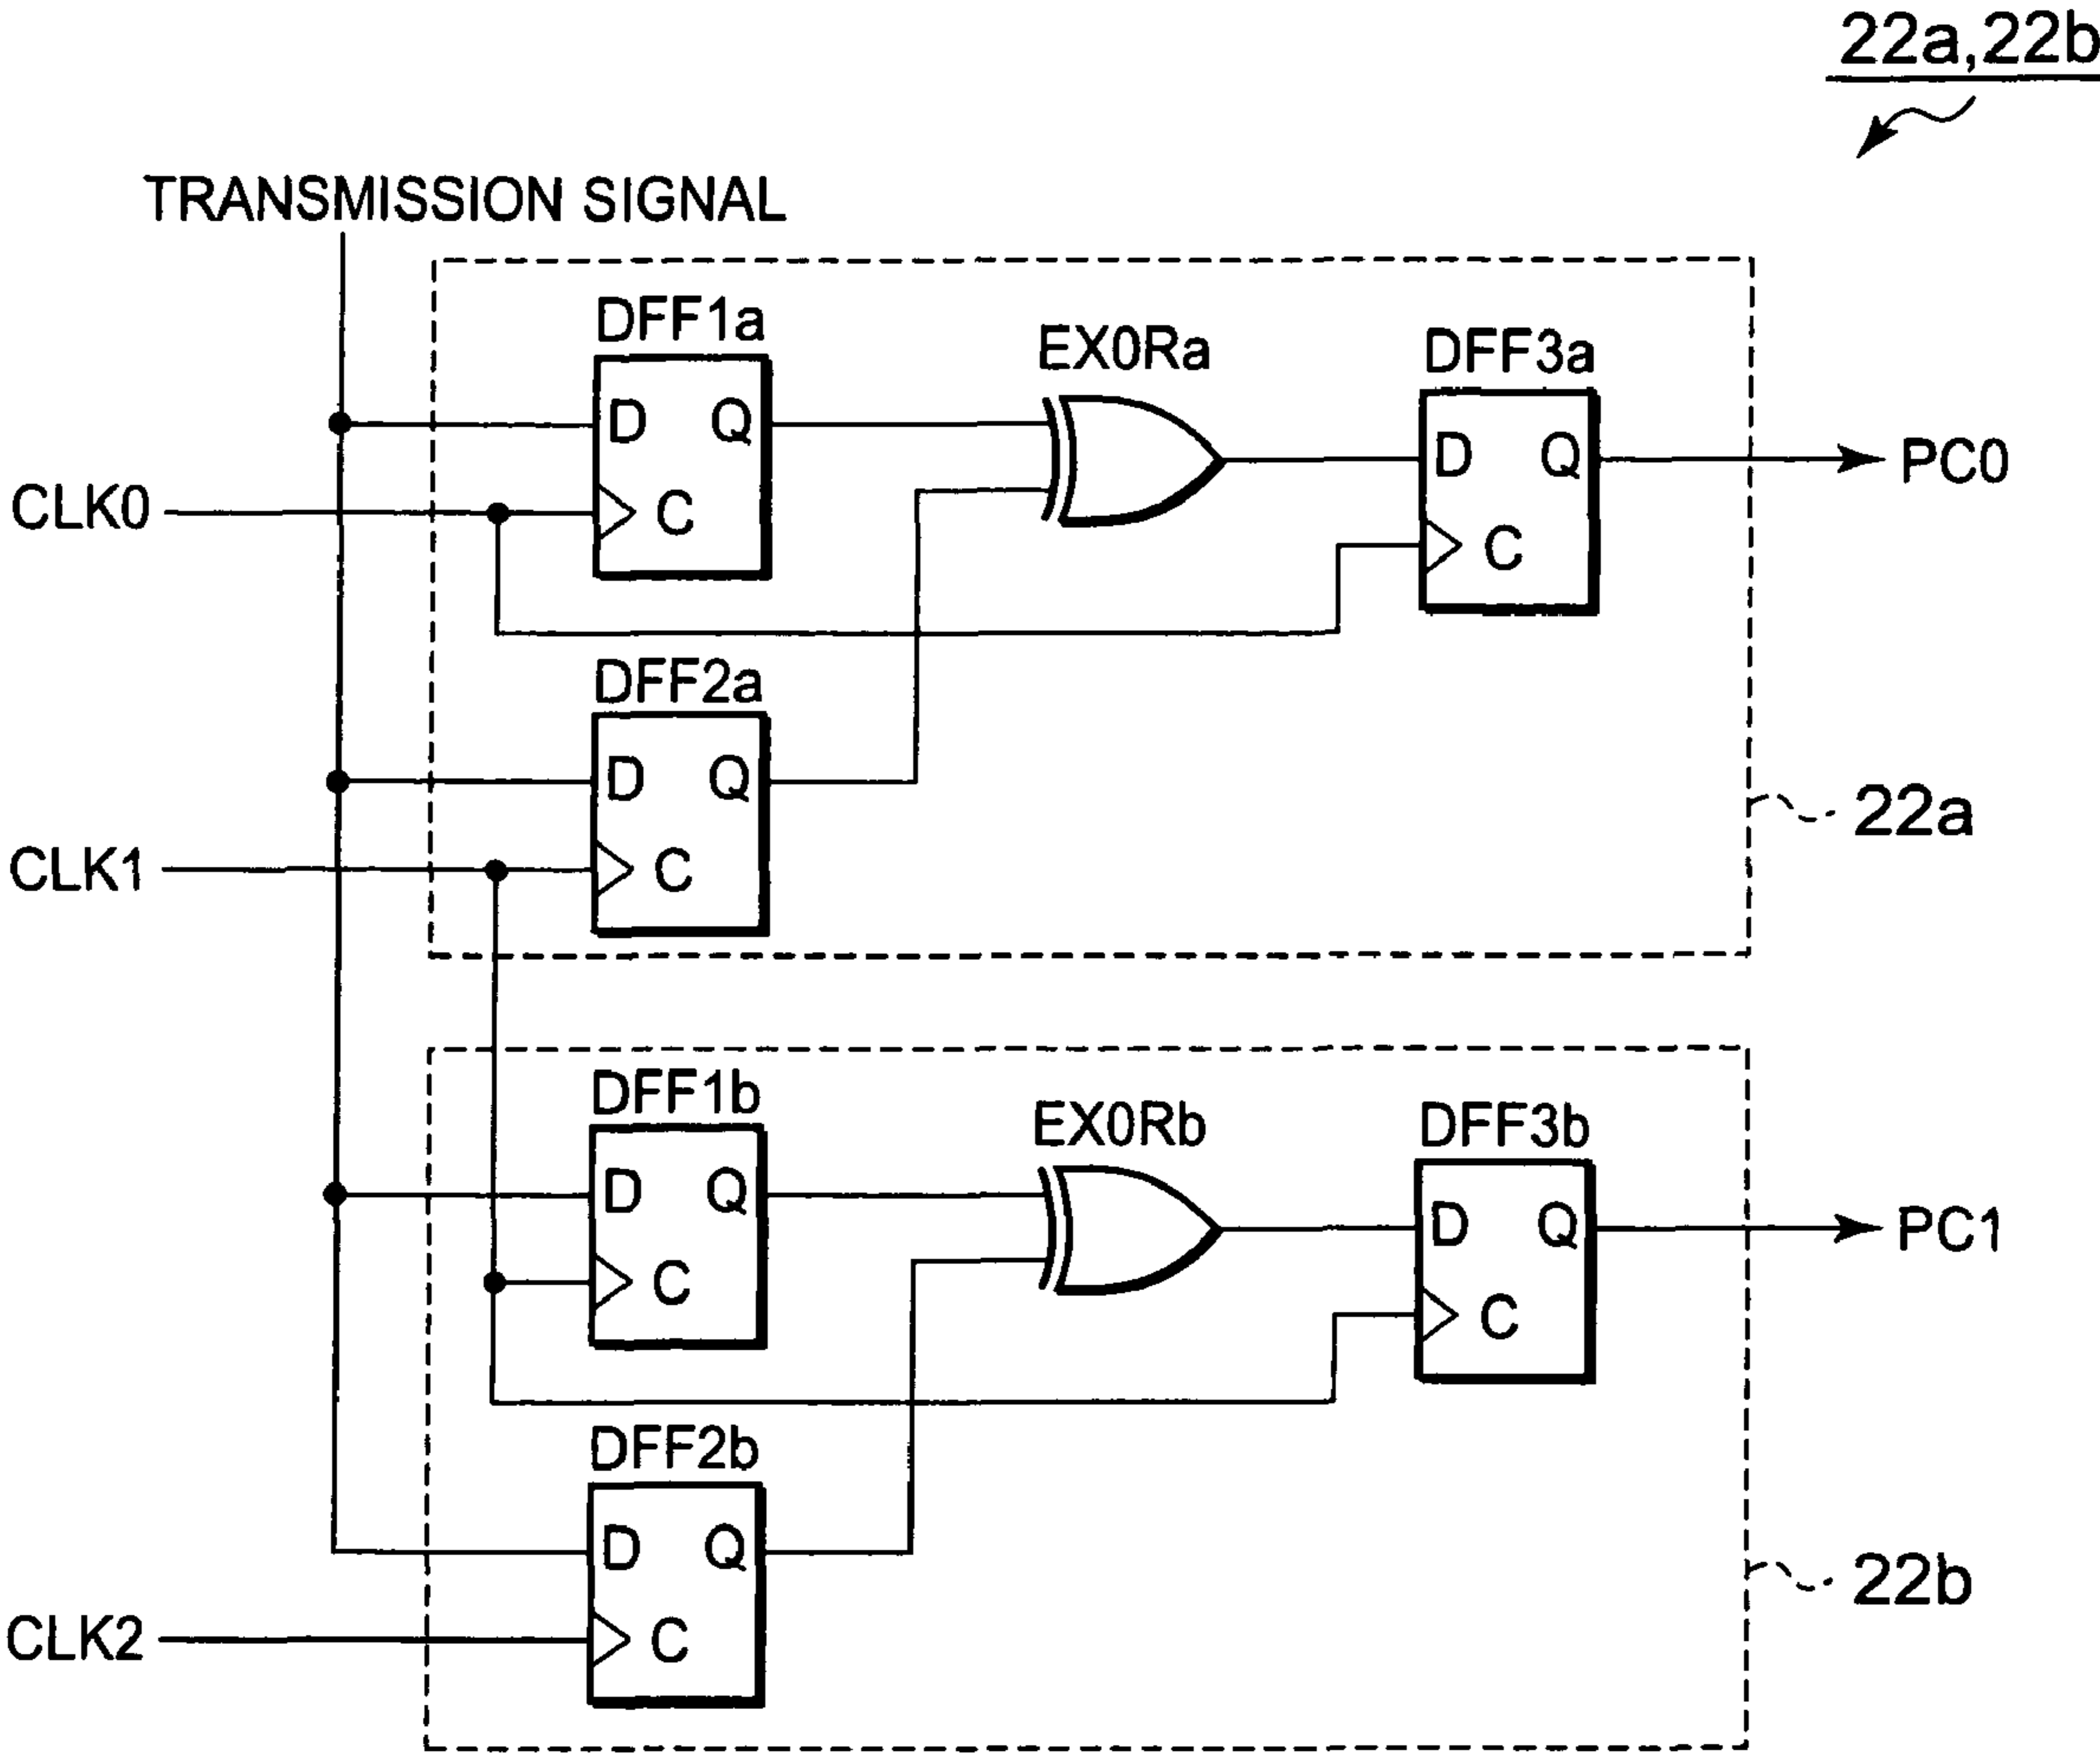 22a,22b
TRANSMISSION SIGNAL
DFF1a
EX0Ra
DFF3a
D Q
D Q
PC0
CLK0
C
C
DFF2a
D Q
22a
CLK1
C
DFF1b
EX0Rb
DFF3b
D Q
D Q
PC1
C
C
DFF2b
D Q
22b
CLK2
C